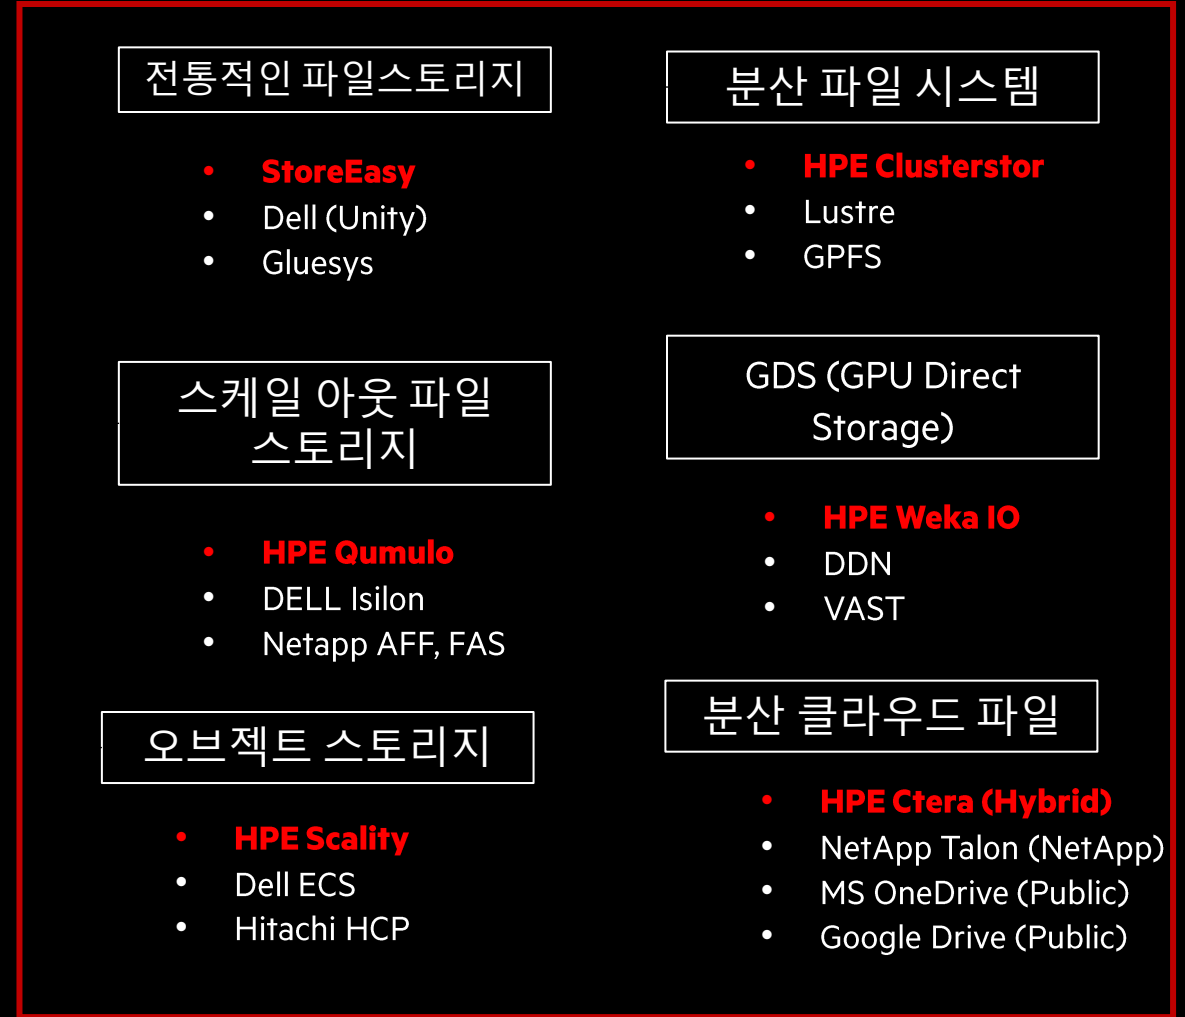 전통적인 파일스토리지
• StoreEasy
• Dell (Unity)
• Gluesys
스케일 아웃 파일
스토리지
• HPE Qumulo
• DELL Isilon
• Netapp AFF, FAS
오브젝트 스토리지
• HPE Scality
• Dell ECS
• Hitachi HCP
분산 파일 시스템
• HPE Clusterstor
• Lustre
• GPFS
GDS (GPU Direct
Storage)
• HPE Weka IO
• DDN
• VAST
분산 클라우드 파일
• HPE Ctera (Hybrid)
• NetApp Talon (NetApp)
• MS OneDrive (Public)
• Google Drive (Public)